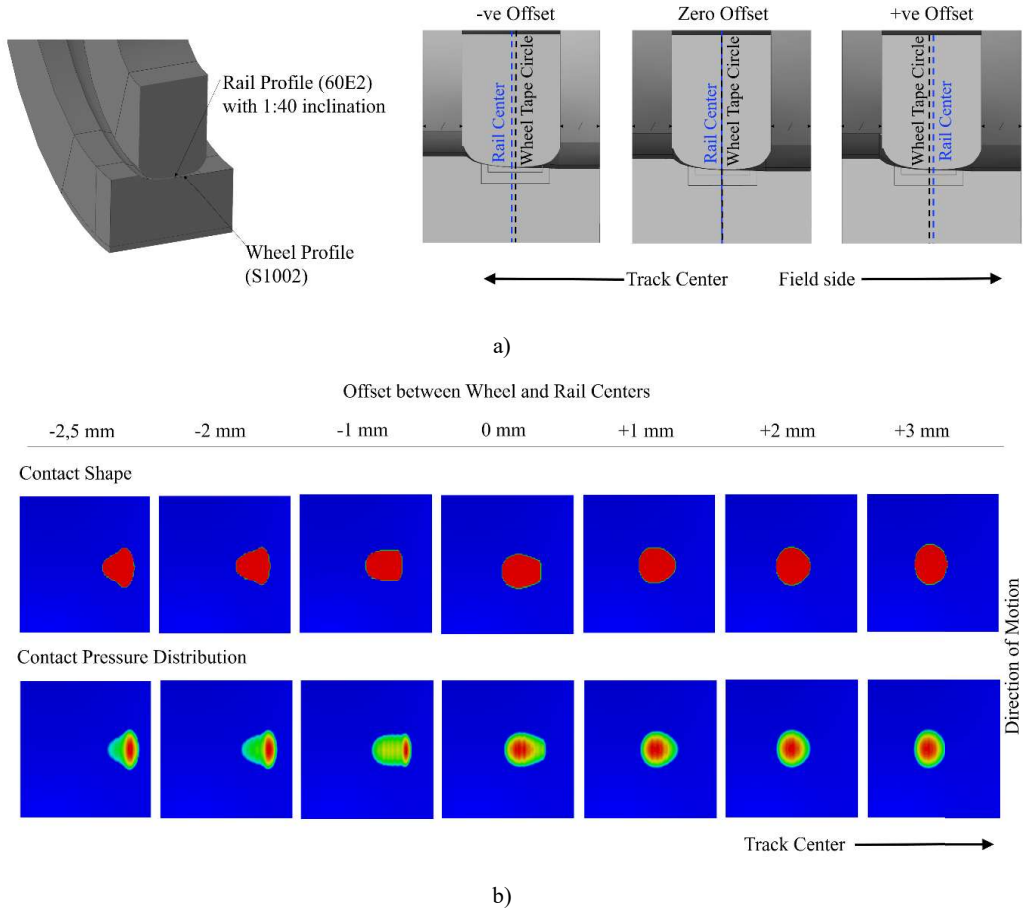 -ve Offset
Zero Offset
+ve Offset
Rail Profile (60E2)
with 1:40 inclination
Wheel Profile
(S1002)
Rail Center
Wheel Tape Circle
Rail Center
Wheel Tape Circle
Wheel Tape Circle
Rail Center
Track Center
Field side
a)
Offset between Wheel and Rail Centers
-2,5 mm
-2 mm
-1 mm
0 mm
+1 mm
+2 mm
+3 mm
Contact Shape
Contact Pressure Distribution
Direction of Motion
Track Center
b)